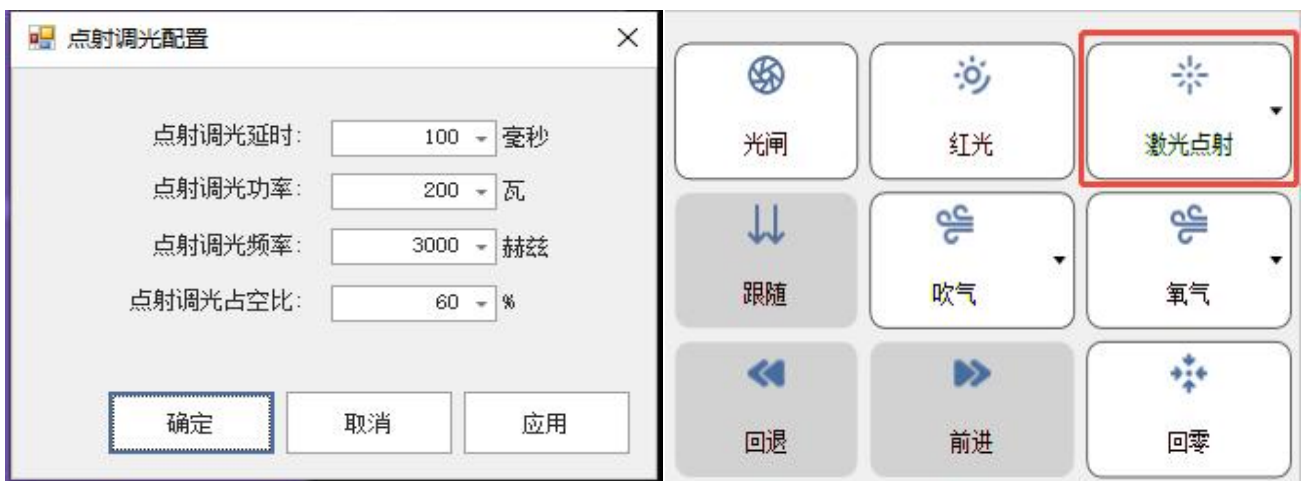 点射调光配置
点射调光延时: 100 毫秒
点射调光功率: 200 瓦
点射调光频率: 3000 赫兹
点射调光占空比: 60 %
确定 取消 应用
光闸 红光 激光点射
跟随 吹气 氧气
回退 前进 回零